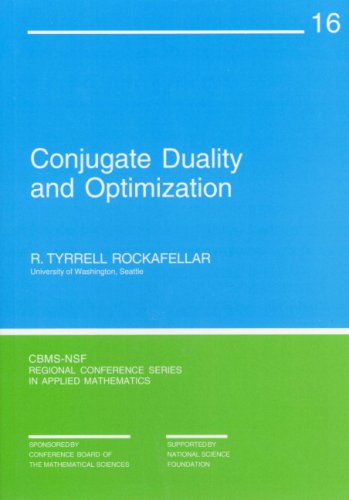 16
Conjugate Duality
and Optimization
R. TYRRELL ROCKAFELLAR
University of Washington, Seattle
CBMS-NSF
REGIONAL CONFERENCE SERIES
IN APPLIED MATHEMATICS
SPONSORED BY
CONFERENCE BOARD OF
THE MATHEMATICAL SCIENCES
SUPPORTED BY
NATIONAL SCIENCE
FOUNDATION